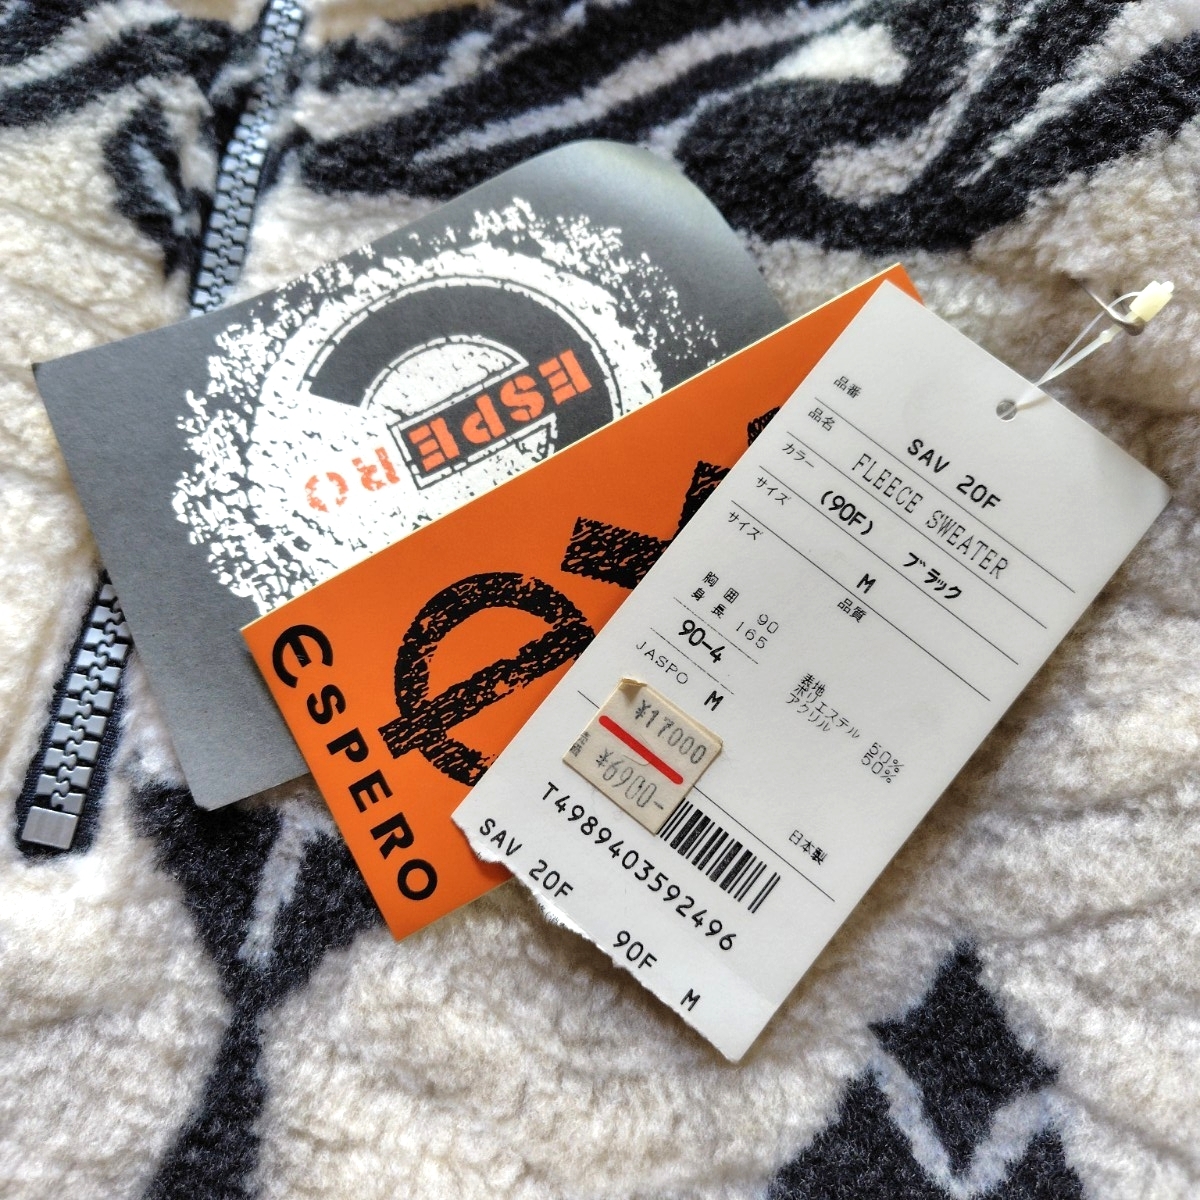 ESPE
RO
ESPERO
品番
SAV 20F
品名
FLEECE SWEATER
カラー
(90F) ブラック
サイズ
M
サイズ
品質
胸囲 90
身長 165
90-4
JASPO M
表地
ポリエステル 50%
アクリル 50%
¥17000
¥6900-
日本製
T4989403592496
SAV 20F 90F M